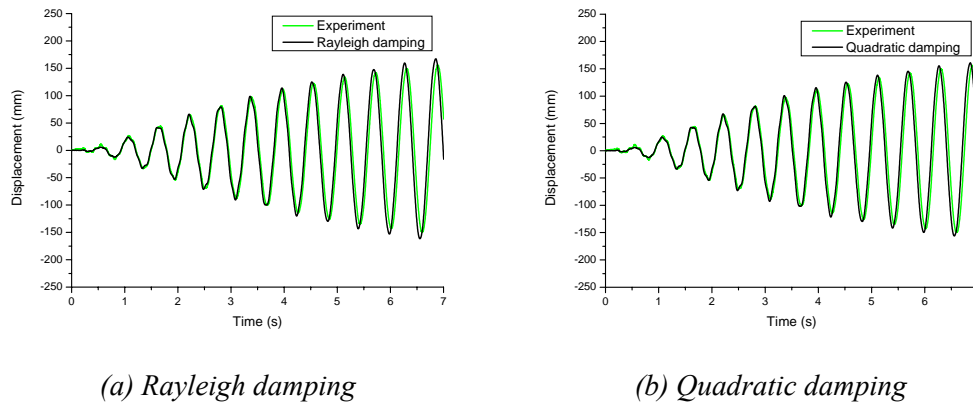 Experiment
Rayleigh damping
250
200
150
100
50
0
-50
-100
-150
-200
-250
Displacement (mm)
0 1 2 3 4 5 6 7
Time (s)
(a) Rayleigh damping
Experiment
Quadratic damping
250
200
150
100
50
0
-50
-100
-150
-200
-250
Displacement (mm)
0 1 2 3 4 5 6
Time (s)
(b) Quadratic damping